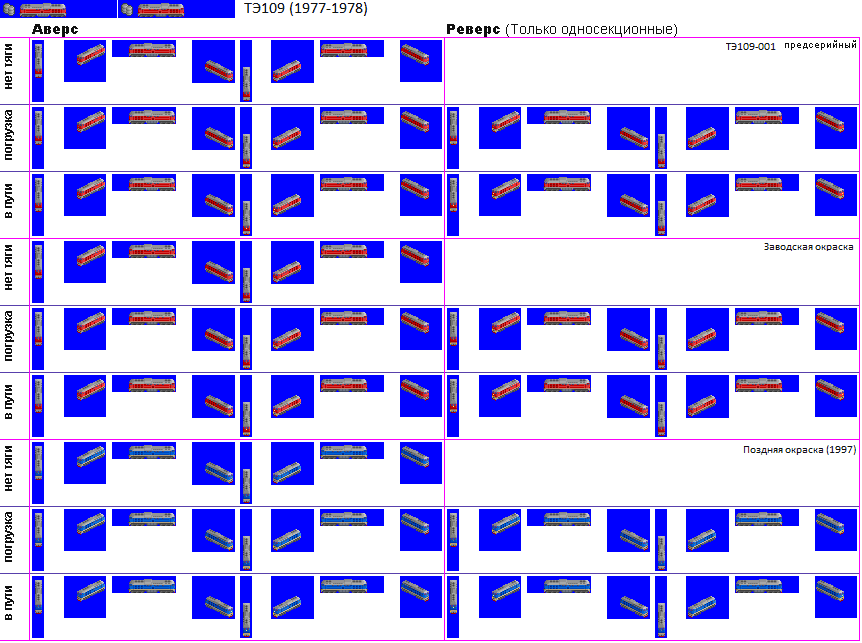 ТЭ109 (1977-1978)
Аверс
Реверс (Только односекционные)
нет тяги
ТЭ109-001 предсерийный
погрузка
в пути
нет тяги
Заводская окраска
погрузка
в пути
нет тяги
Поздняя окраска (1997)
погрузка
в пути